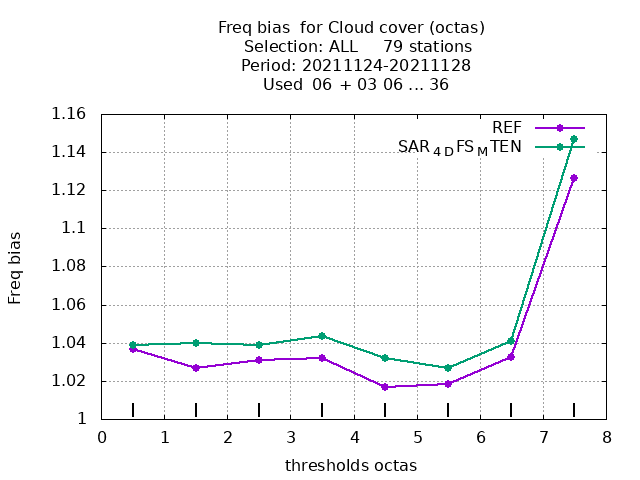 Freq bias  for Cloud cover (octas)
Selection: ALL     79 stations
Period: 20211124-20211128
Used  06 + 03 06 ... 36
REF
SAR4DFSMTEN
1.16
1.14
1.12
1.1
1.08
1.06
1.04
1.02
1
Freq bias
0 1 2 3 4 5 6 7 8
thresholds octas